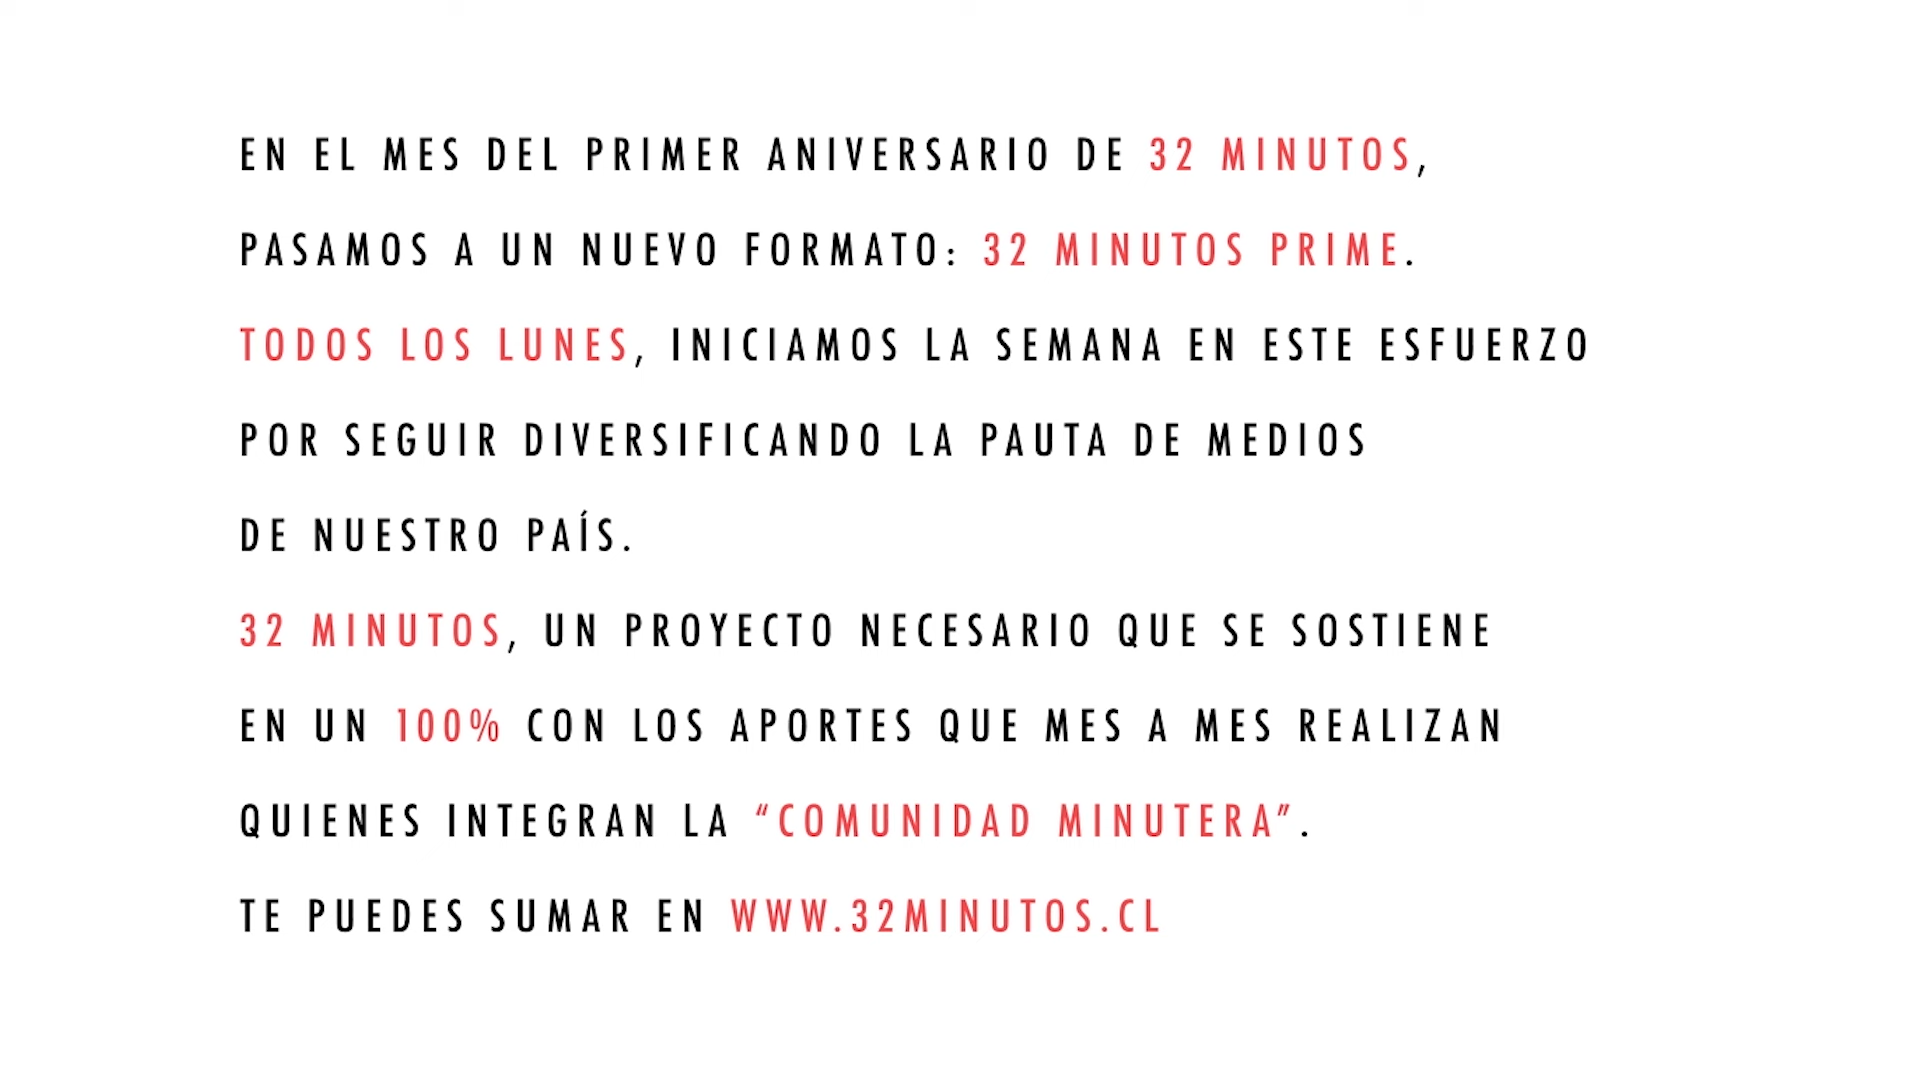 EN EL MES DEL PRIMER ANIVERSARIO DE 32 MINUTOS,
PASAMOS A UN NUEVO FORMATO: 32 MINUTOS PRIME.
TODOS LOS LUNES, INICIAMOS LA SEMANA EN ESTE ESFUERZO
POR SEGUIR DIVERSIFICANDO LA PAUTA DE MEDIOS
DE NUESTRO PAÍS.
32 MINUTOS, UN PROYECTO NECESARIO QUE SE SOSTIENE
EN UN 100% CON LOS APORTES QUE MES A MES REALIZAN
QUIENES INTEGRAN LA “COMUNIDAD MINUTERA”.
TE PUEDES SUMAR EN WWW.32MINUTOS.CL